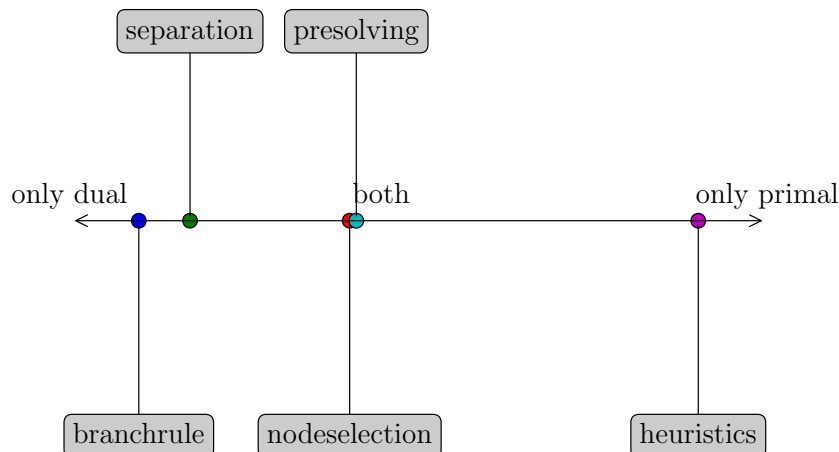 separation
presolving
only dual
both
only primal
branchrule
nodeselection
heuristics